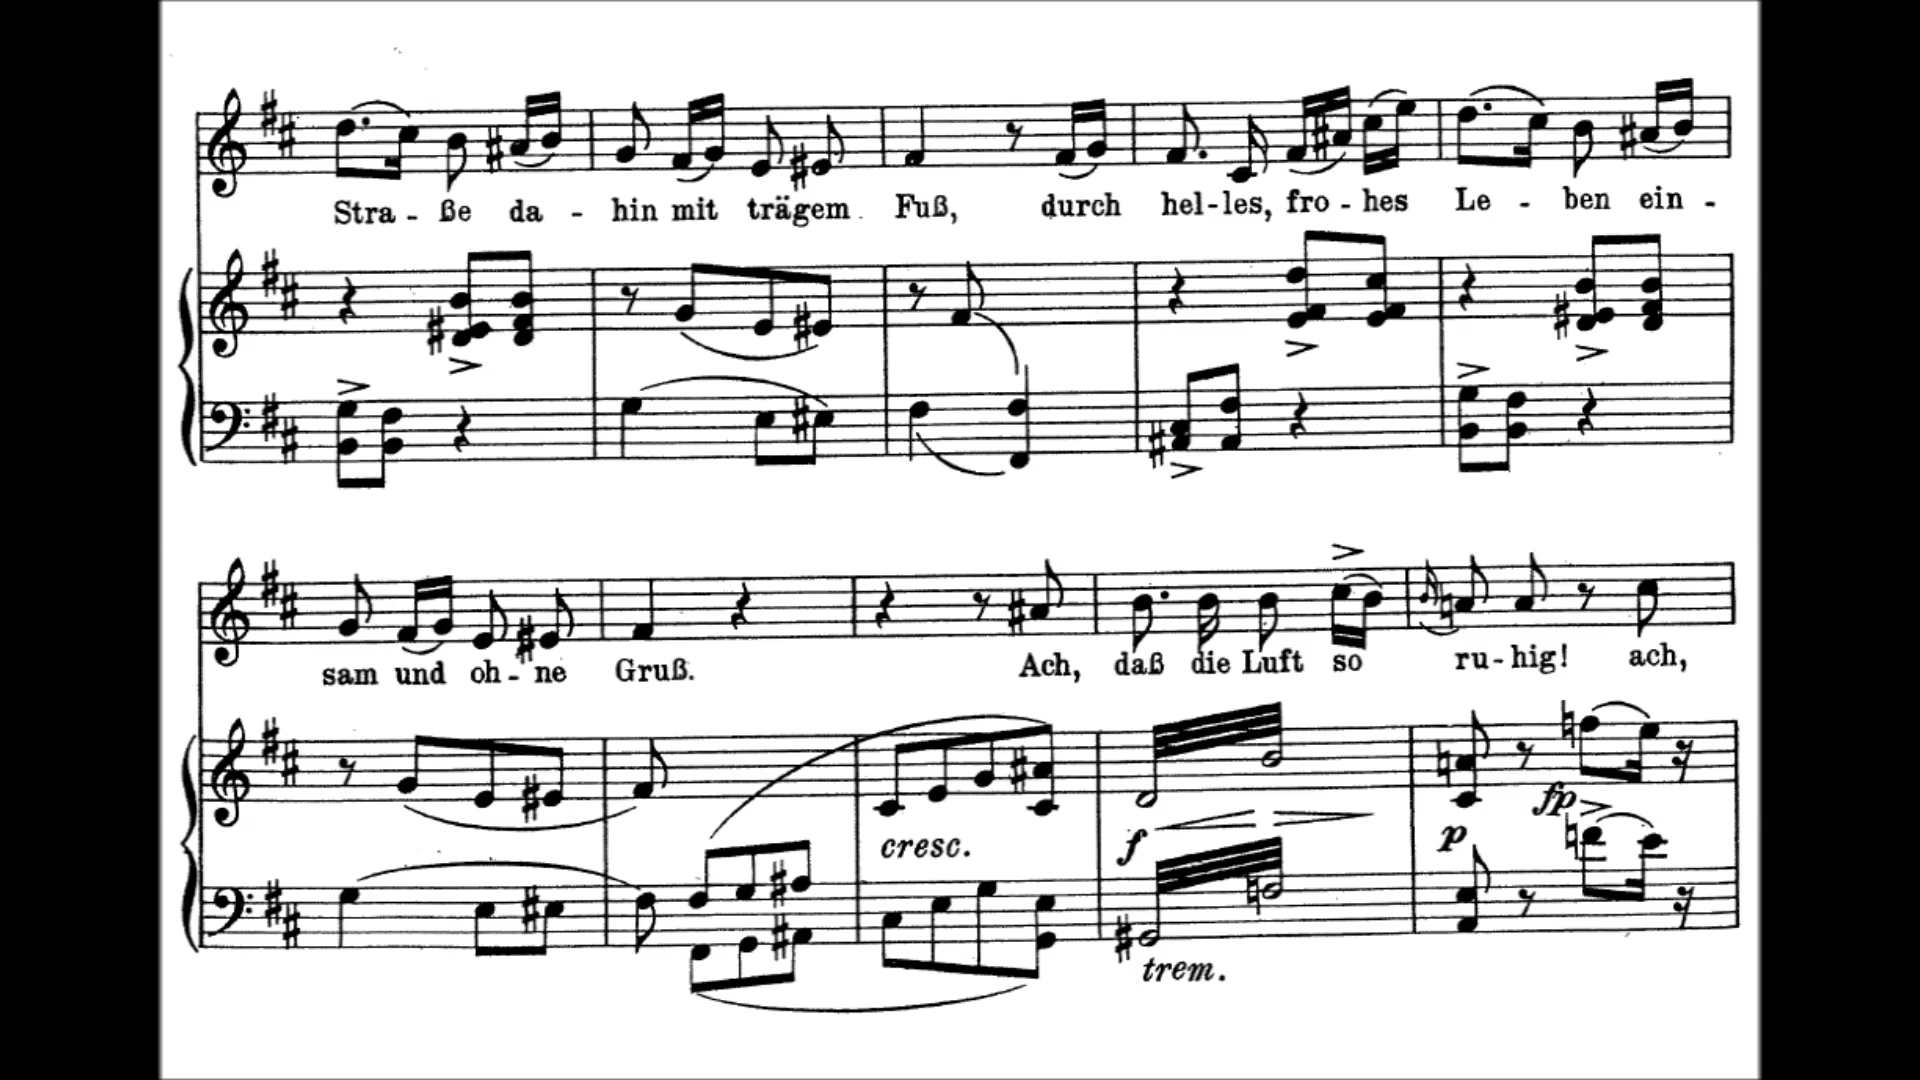 Stra - ße da - hin mit trägem Fuß, durch hel-les, fro - hes Le - ben ein -
sam und oh - ne Gruß. Ach, daß die Luft so ru - hig! ach,
cresc. f p fp
trem.